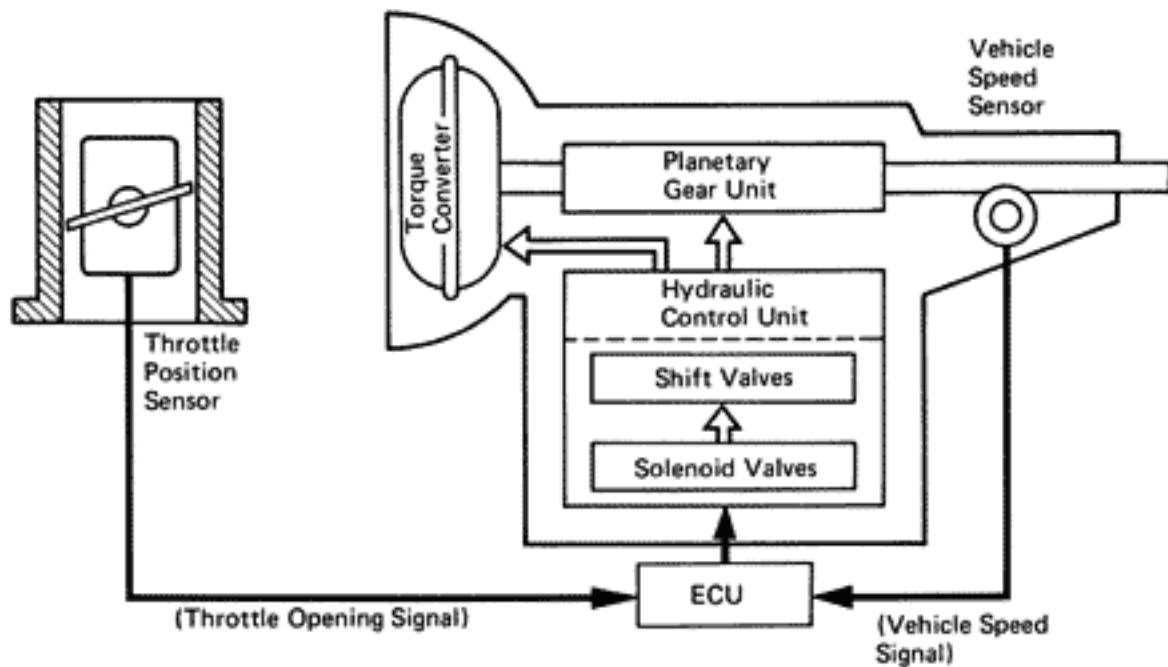 Vehicle
Speed
Sensor
Torque
Converter
Planetary
Gear Unit
Hydraulic
Control Unit
Throttle
Position
Sensor
Shift Valves
Solenoid Valves
ECU
(Throttle Opening Signal)
(Vehicle Speed
Signal)